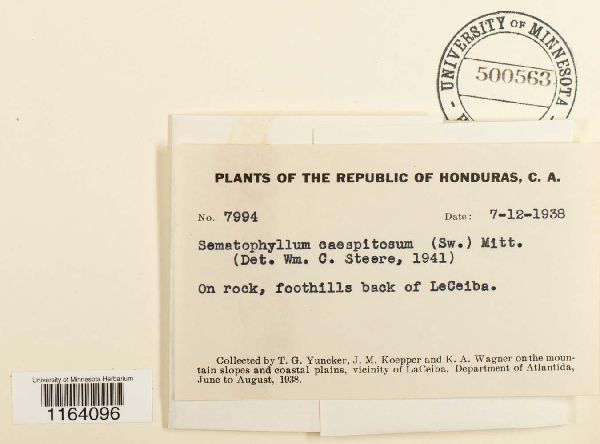 UNIVERSITY OF MINNESOTA
500563
PLANTS OF THE REPUBLIC OF HONDURAS, C. A.
No. 7994 Date: 7-12-1938
Sematophyllum caespitosum (Sw.) Mitt.
(Det. Wm. C. Steere, 1941)
On rock, foothills back of LeCeiba.
Collected by T. G. Yuncker, J. M. Koepper and K. A. Wagner on the moun-
tain slopes and coastal plains, vicinity of LaCeiba. Department of Atlantida,
June to August, 1938.
University of Minnesota Herbarium
1164096